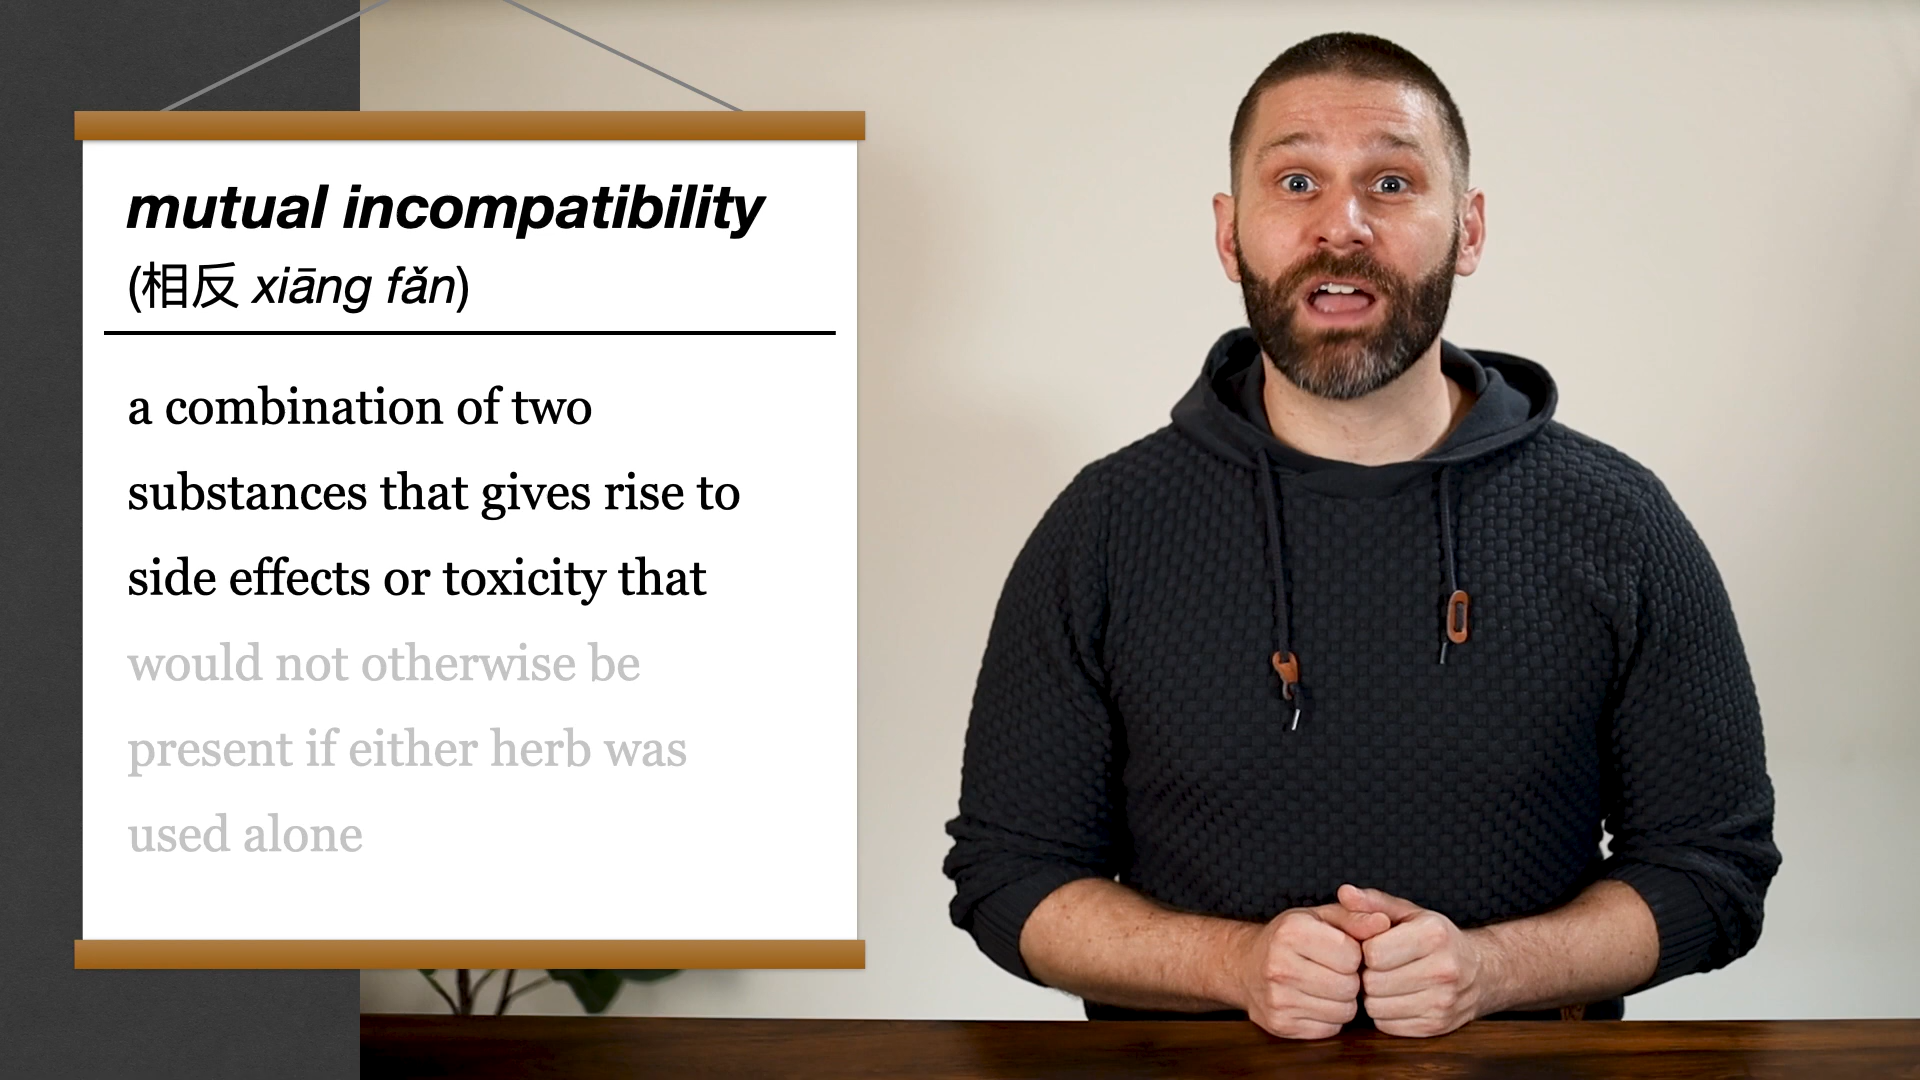 mutual incompatibility
(相反 xiāng fǎn)
a combination of two
substances that gives rise to
side effects or toxicity that
would not otherwise be
present if either herb was
used alone